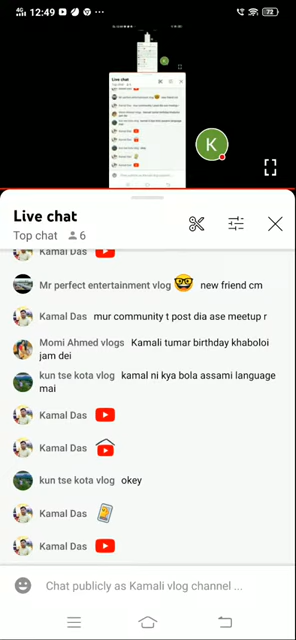 12:49
72
K
Live chat
Top chat 6
Kamal Das
Mr perfect entertainment vlog new friend cm
Kamal Das mur community t post dia ase meetup r
Momi Ahmed vlogs Kamali tumar birthday khaboloi
jam dei
kun tse kota vlog kamal ni kya bola assami language
mai
Kamal Das
Kamal Das
kun tse kota vlog okey
Kamal Das
Kamal Das
Chat publicly as Kamali vlog channel ...